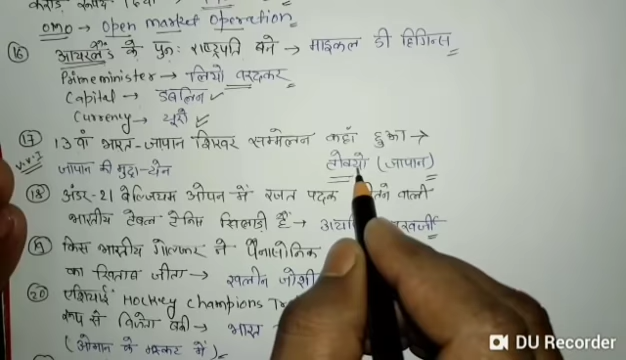 OMO → Open market Operation
(16) आयरलैंड के पुनः राष्ट्रपति बने → माइकल डी हिगिन्स
Prime minister → लियो वरदकर
Capital → डबलिन
Currency → यूरो
(17) 13 वां भारत-जापान शिखर सम्मेलन कहाँ हुआ →
v.v.I जापान की मुद्रा-येन टोक्यो (जापान)
(18) अंडर-21 बेल्जियम ओपन में रजत पदक वाली
भारतीय टेबल टेनिस खिलाड़ी हैं →
(19) किस भारतीय गोल्फर ने पैनासोनिक
का खिताब जीता → खलीन जोशी
(20) एशियाई Hockey Champions
रूप से विजेता बनी → भारत
(ओमान के मस्कट में)
DU Recorder